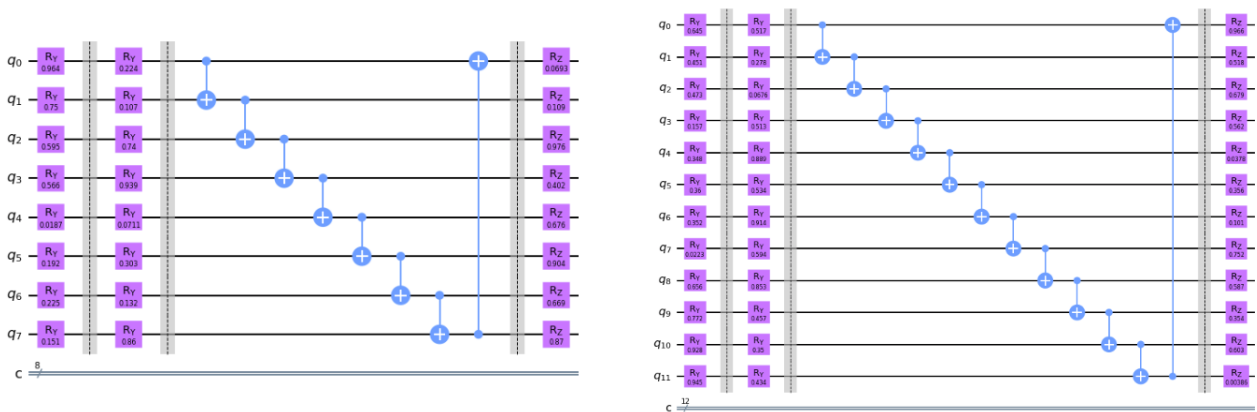 q0 RY 0.964 RY 0.224 RZ 0.0693
q1 RY 0.75 RY 0.107 RZ 0.109
q2 RY 0.595 RY 0.74 RZ 0.976
q3 RY 0.566 RY 0.939 RZ 0.402
q4 RY 0.0187 RY 0.0711 RZ 0.676
q5 RY 0.192 RY 0.303 RZ 0.904
q6 RY 0.225 RY 0.132 RZ 0.669
q7 RY 0.151 RY 0.86 RZ 0.87
c 8
q0 RY 0.645 RY 0.517 RZ 0.966
q1 RY 0.451 RY 0.278 RZ 0.518
q2 RY 0.473 RY 0.0676 RZ 0.679
q3 RY 0.157 RY 0.513 RZ 0.562
q4 RY 0.348 RY RZ 0.0378
q5 RY 0.36 RY 0.534 RZ 0.356
q6 RY 0.352 RY 0.914 RZ 0.161
q7 RY 0.0223 RY 0.594 RZ 0.752
q8 RY 0.656 RY 0.853 RZ 0.587
q9 RY 0.772 RY 0.457 RZ 0.354
q10 RY 0.928 RY 0.35 RZ 0.603
q11 RY 0.945 RY 0.434 RZ 0.00386
c 12